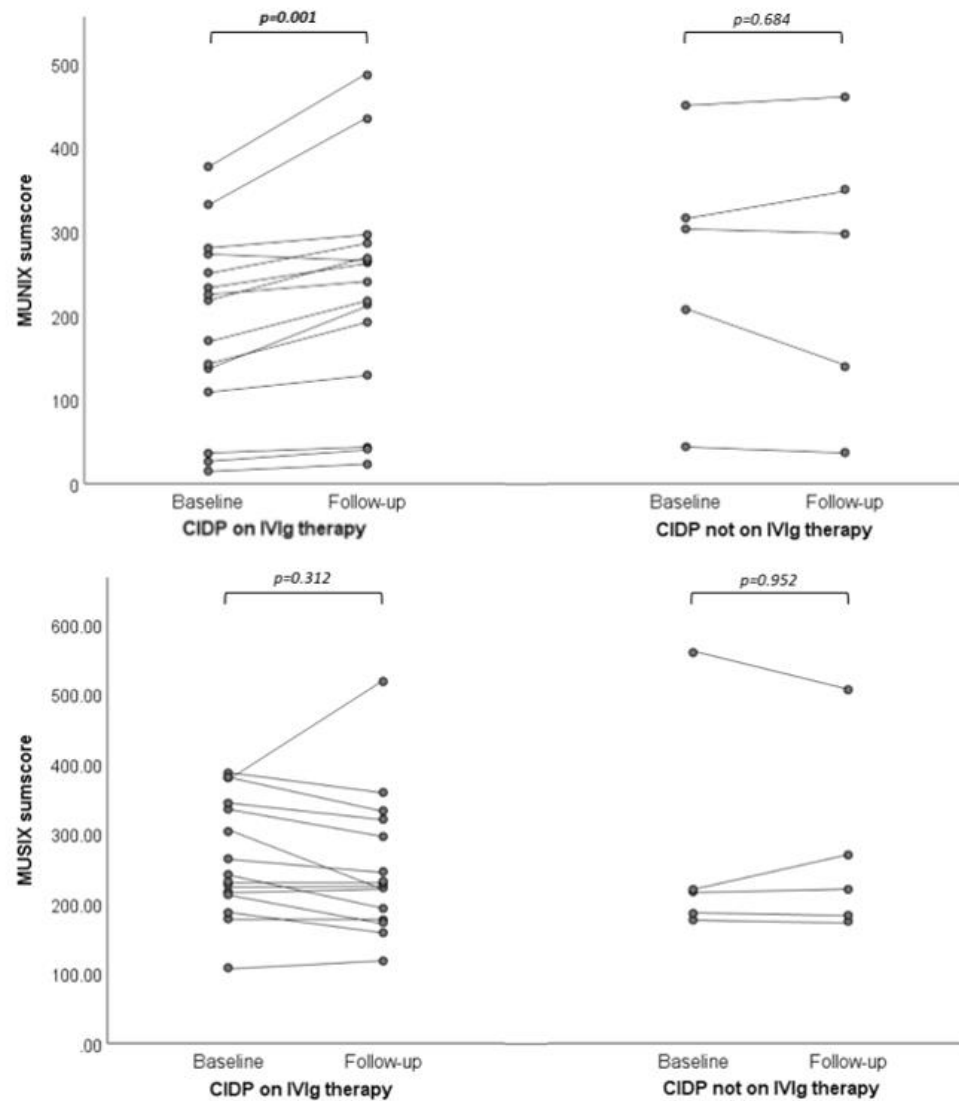 p=0.001
p=0.684
MUNIX sumscore
500
400
300
200
100
0
Baseline
Follow-up
Baseline
Follow-up
CIDP on IVIg therapy
CIDP not on IVIg therapy
p=0.312
p=0.952
MUSIX sumscore
600.00
500.00
400.00
300.00
200.00
100.00
.00
Baseline
Follow-up
Baseline
Follow-up
CIDP on IVIg therapy
CIDP not on IVIg therapy